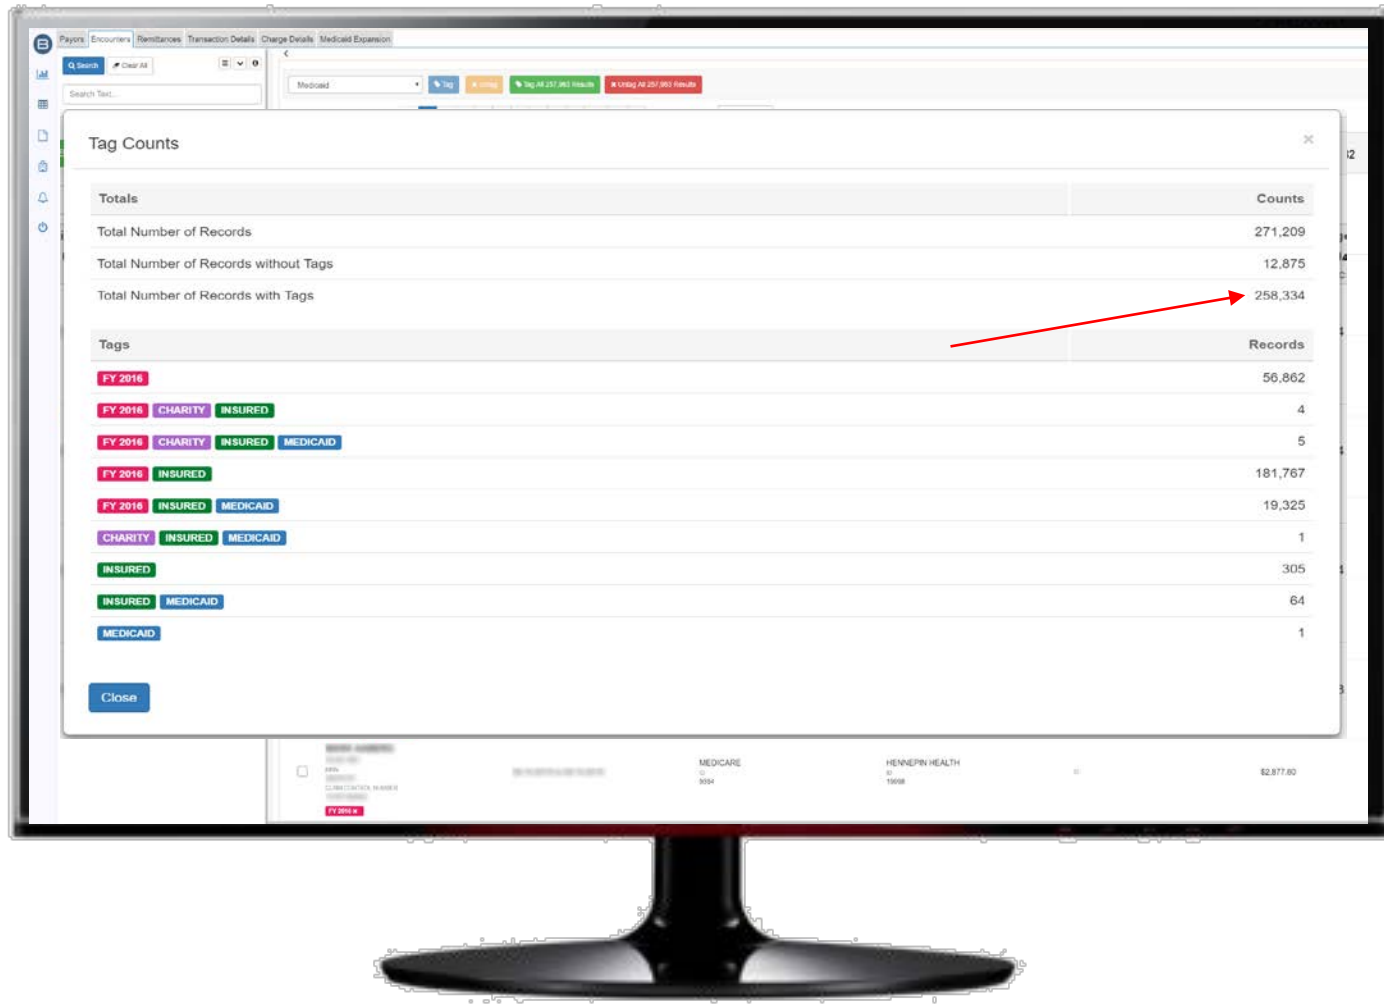 Payors Encounters Remittances Transaction Details Charge Details Medicaid Expansion
Search Clear All
Search Text...
Medicaid Tag Untag Tag All 257,963 Results Untag All 257,963 Results
Tag Counts ×
Totals Counts
Total Number of Records 271,209
Total Number of Records without Tags 12,875
Total Number of Records with Tags 258,334
Tags Records
FY 2016 56,862
FY 2016 CHARITY INSURED 4
FY 2016 CHARITY INSURED MEDICAID 5
FY 2016 INSURED 181,767
FY 2016 INSURED MEDICAID 19,325
CHARITY INSURED MEDICAID 1
INSURED 305
INSURED MEDICAID 64
MEDICAID 1
Close
MEDICARE HENNEPIN HEALTH
$2,877.80
FY 2016